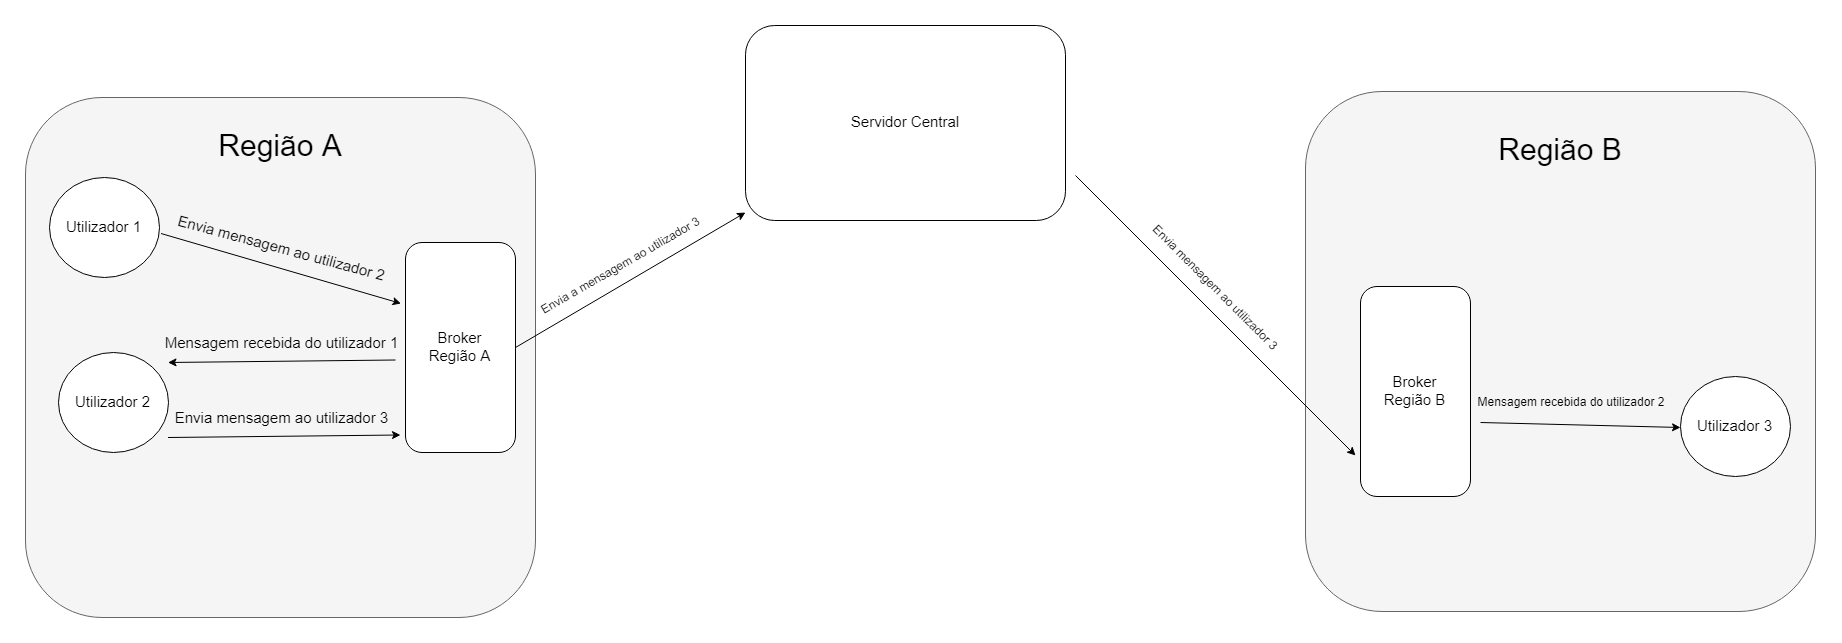 Servidor Central
Região A
Utilizador 1
Envia mensagem ao utilizador 2
Broker
Região A
Mensagem recebida do utilizador 1
Utilizador 2
Envia mensagem ao utilizador 3
Envia a mensagem ao utilizador 3
Envia mensagem ao utilizador 3
Região B
Broker
Região B
Mensagem recebida do utilizador 2
Utilizador 3